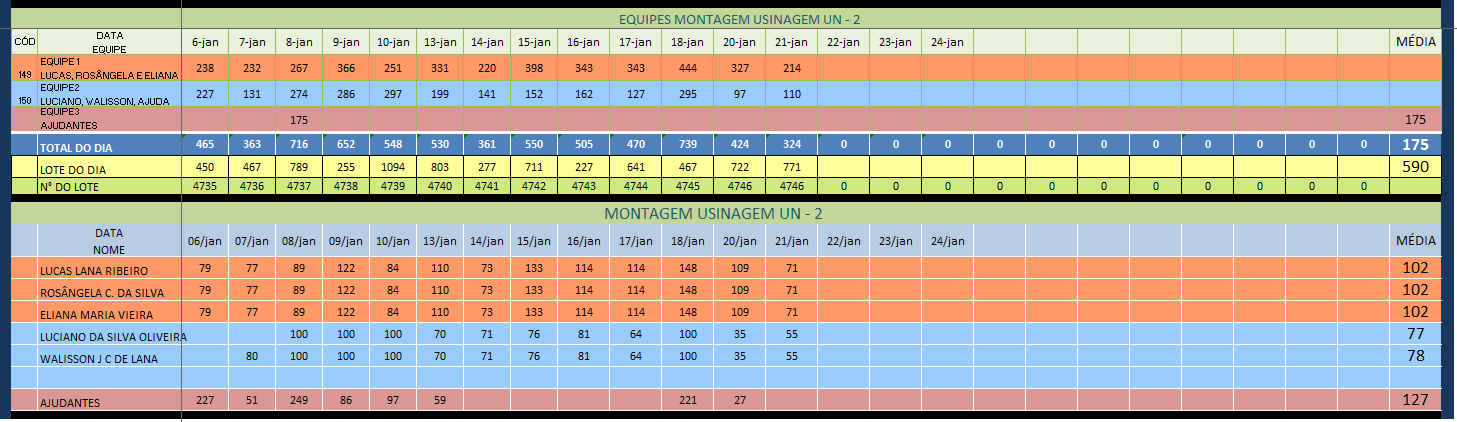 EQUIPES MONTAGEM USINAGEM UN - 2
CÓD DATA EQUIPE 6-jan 7-jan 8-jan 9-jan 10-jan 13-jan 14-jan 15-jan 16-jan 17-jan 18-jan 20-jan 21-jan 22-jan 23-jan 24-jan MÉDIA
149 EQUIPE 1 LUCAS, ROSÂNGELA E ELIANA 238 232 267 366 251 331 220 398 343 343 444 327 214
150 EQUIPE2 LUCIANO, WALISSON, AJUDA 227 131 274 286 297 199 141 152 162 127 295 97 110
EQUIPE3 AJUDANTES 175 175
TOTAL DO DIA 465 363 716 652 548 530 361 550 505 470 739 424 324 0 0 0 0 0 0 0 0 0 0 0 175
LOTE DO DIA 450 467 789 255 1094 803 277 711 227 641 467 722 771 590
N° DO LOTE 4735 4736 4737 4738 4739 4740 4741 4742 4743 4744 4745 4746 4746 0 0 0 0 0 0 0 0 0 0 0
MONTAGEM USINAGEM UN - 2
DATA NOME 06/jan 07/jan 08/jan 09/jan 10/jan 13/jan 14/jan 15/jan 16/jan 17/jan 18/jan 20/jan 21/jan 22/jan 23/jan 24/jan MÉDIA
LUCAS LANA RIBEIRO 79 77 89 122 84 110 73 133 114 114 148 109 71 102
ROSÂNGELA C. DA SILVA 79 77 89 122 84 110 73 133 114 114 148 109 71 102
ELIANA MARIA VIEIRA 79 77 89 122 84 110 73 133 114 114 148 109 71 102
LUCIANO DA SILVA OLIVEIRA 100 100 100 70 71 76 81 64 100 35 55 77
WALISSON J C DE LANA 80 100 100 100 70 71 76 81 64 100 35 55 78
AJUDANTES 227 51 249 86 97 59 221 27 127